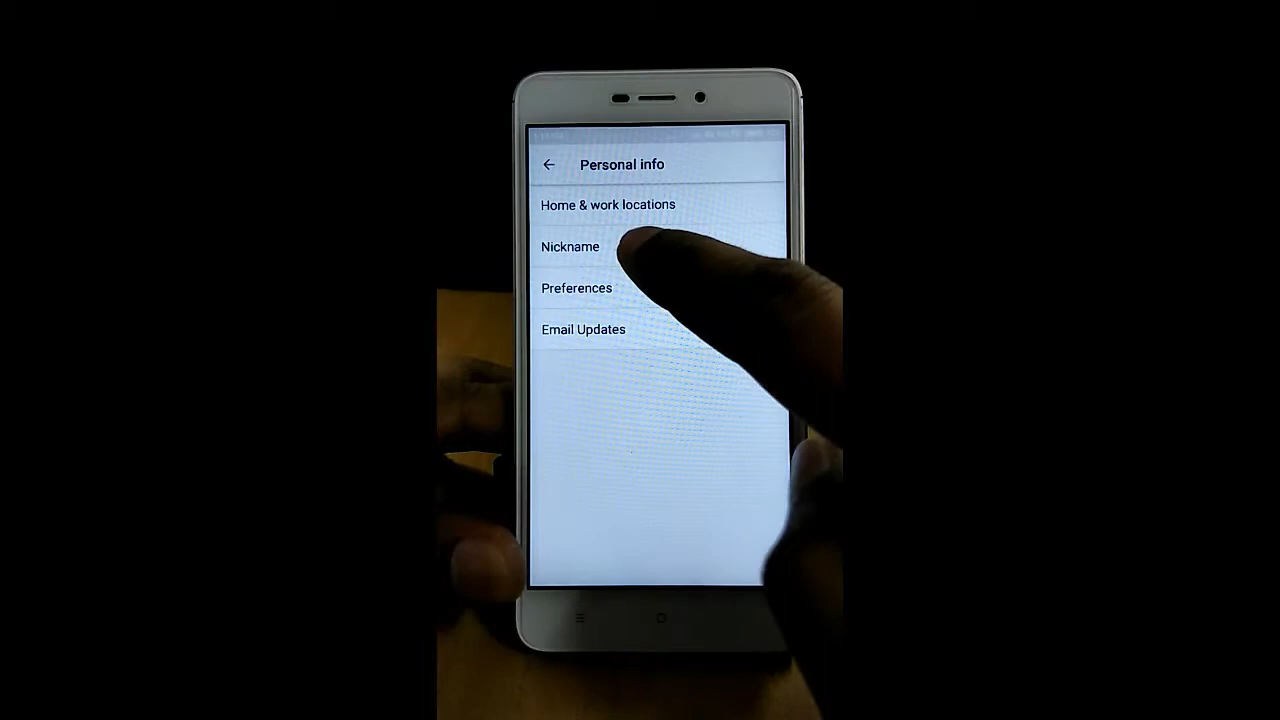 Personal info
Home & work locations
Nickname
Preferences
Email Updates